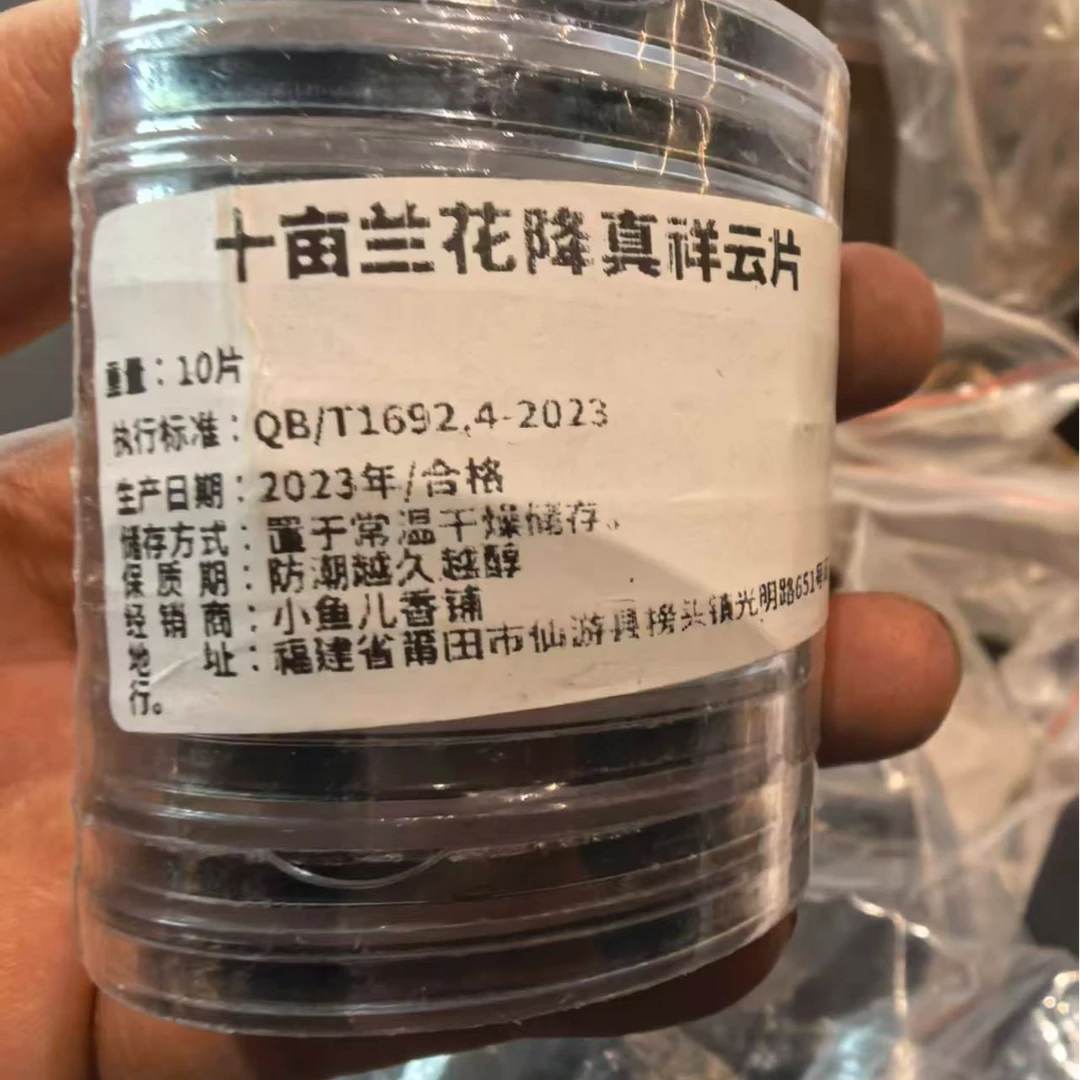 十亩兰花降真祥云片
重量：10片
执行标准：QB/T1692.4-2023
生产日期：2023年/合格
储存方式：置于常温干燥储存。
保质期：防潮越久越醇
经销商：小鱼儿香铺
地址：福建省莆田市仙游县榜头镇光明路651号
行。